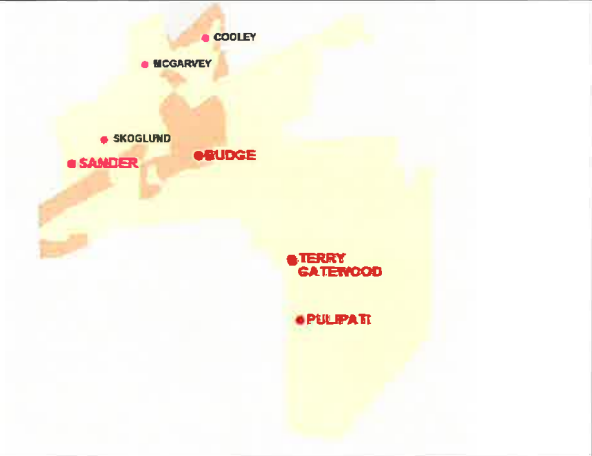 COOLEY
MCGARVEY
SKOGLUND
SANDER
BUDGE
TERRY
GATEWOOD
PULIPATI